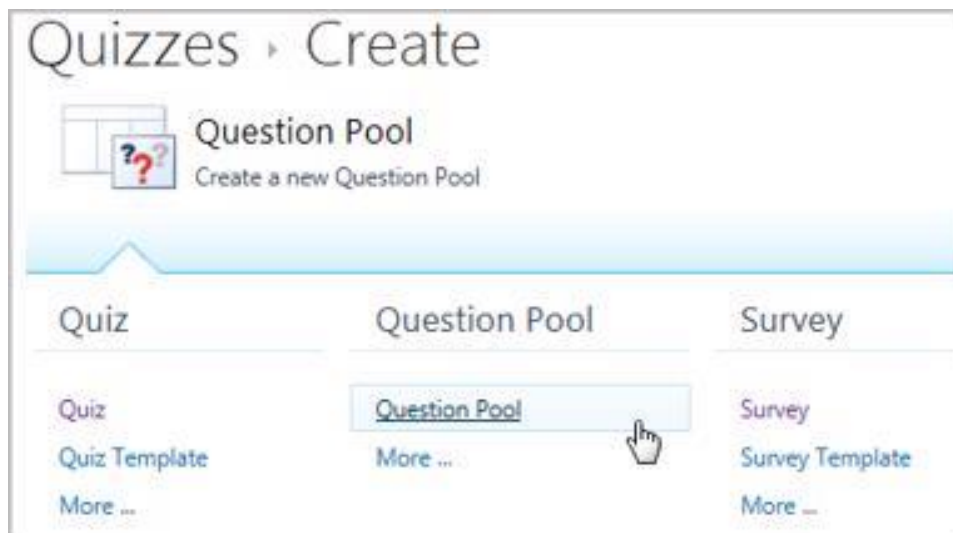 Quizzes › Create
Question Pool
???
Create a new Question Pool
Quiz
Question Pool
Survey
Quiz
Question Pool
Survey
Quiz Template
More ...
Survey Template
More ...
More ...